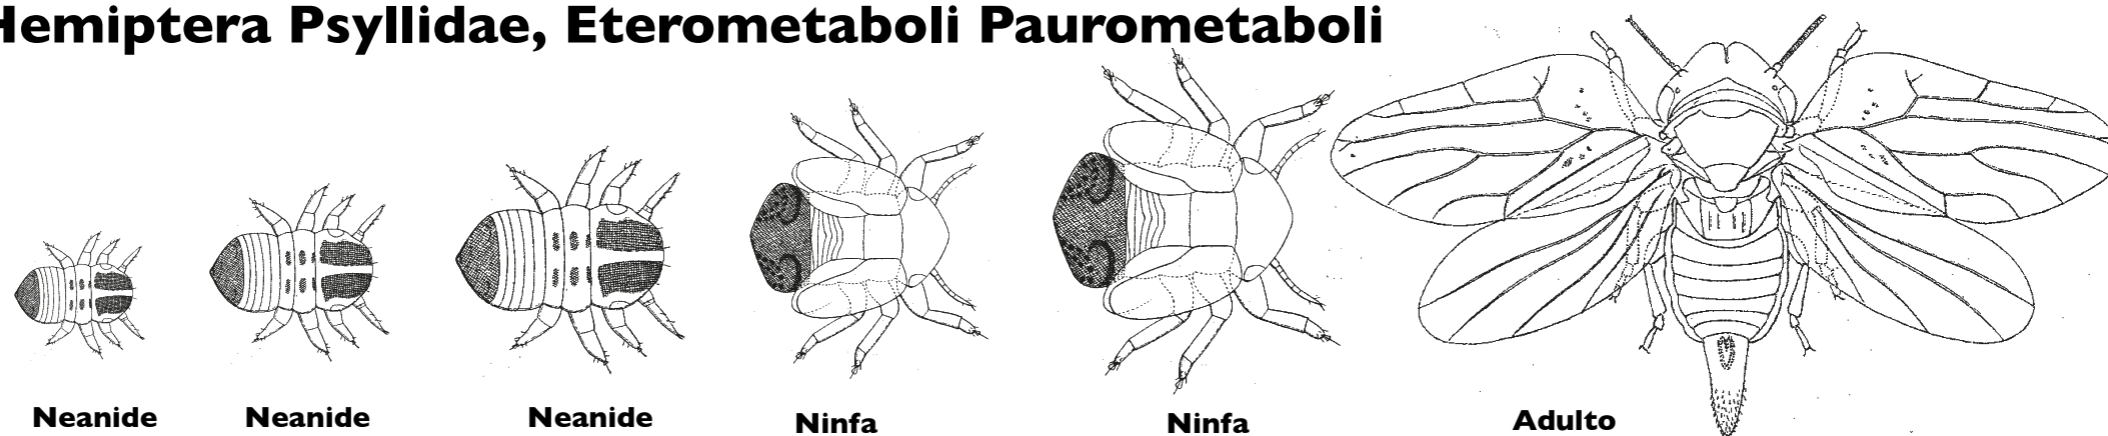 Hemiptera Psyllidae, Eterometaboli Paurometaboli
Neanide
Neanide
Neanide
Ninfa
Ninfa
Adulto